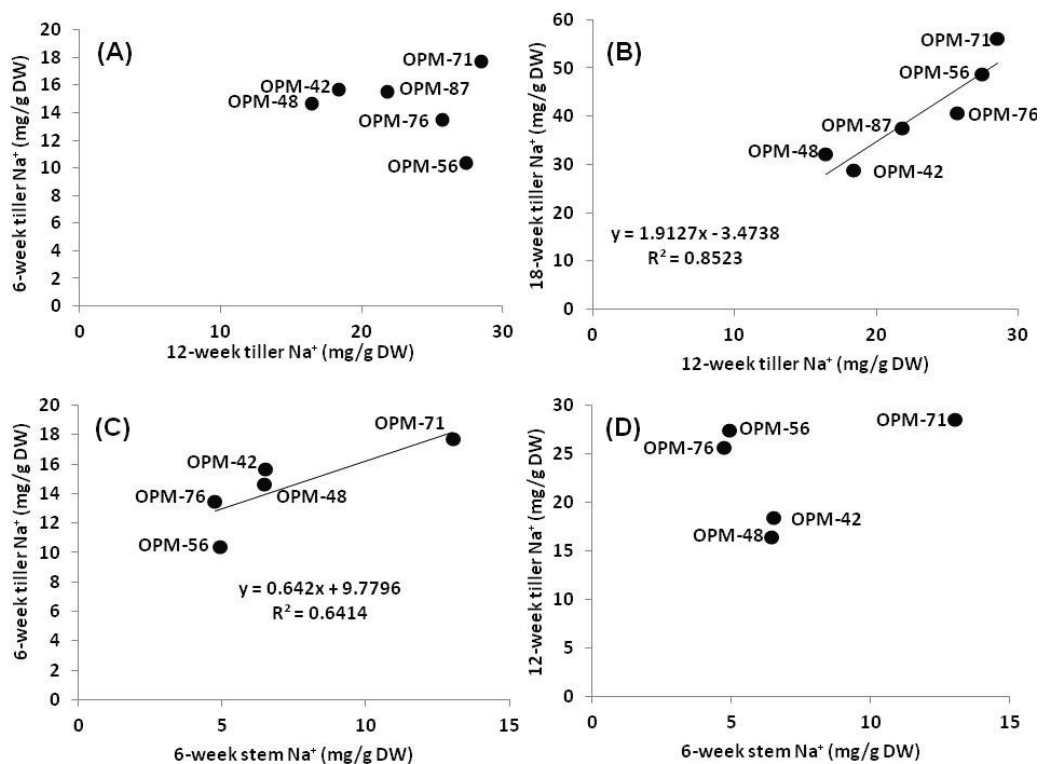 (A)
6-week tiller Na⁺ (mg/g DW)
20
18
16
14
12
10
8
6
4
2
0
OPM-71
OPM-42
OPM-87
OPM-48
OPM-76
OPM-56
0
10
20
30
12-week tiller Na⁺ (mg/g DW)
(B)
18-week tiller Na⁺ (mg/g DW)
60
50
40
30
20
10
0
OPM-71
OPM-56
OPM-76
OPM-87
OPM-48
OPM-42
y = 1.9127x - 3.4738
R² = 0.8523
0
10
20
30
12-week tiller Na⁺ (mg/g DW)
(C)
6-week tiller Na⁺ (mg/g DW)
20
18
16
14
12
10
8
6
4
2
0
OPM-71
OPM-42
OPM-48
OPM-76
OPM-56
y = 0.642x + 9.7796
R² = 0.6414
0
5
10
15
6-week stem Na⁺ (mg/g DW)
(D)
12-week tiller Na⁺ (mg/g DW)
30
25
20
15
10
5
0
OPM-71
OPM-56
OPM-76
OPM-42
OPM-48
0
5
10
15
6-week stem Na⁺ (mg/g DW)